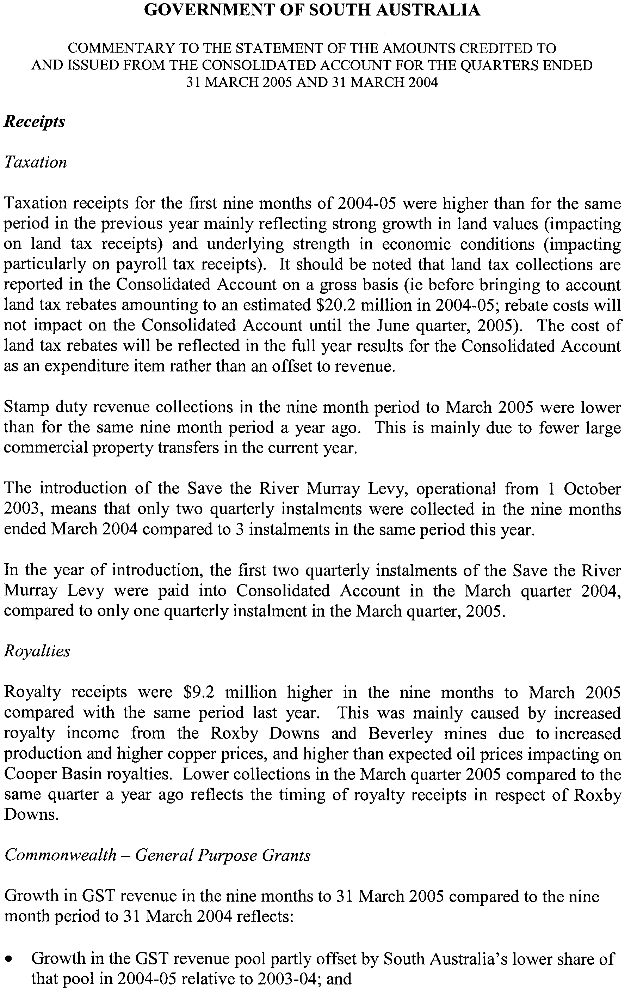 GOVERNMENT OF SOUTH AUSTRALIA
COMMENTARY TO THE STATEMENT OF THE AMOUNTS CREDITED TO
AND ISSUED FROM THE CONSOLIDATED ACCOUNT FOR THE QUARTERS ENDED
31 MARCH 2005 AND 31 MARCH 2004
Receipts
Taxation
Taxation receipts for the first nine months of 2004-05 were higher than for the same
period in the previous year mainly reflecting strong growth in land values (impacting
on land tax receipts) and underlying strength in economic conditions (impacting
particularly on payroll tax receipts). It should be noted that land tax collections are
reported in the Consolidated Account on a gross basis (ie before bringing to account
land tax rebates amounting to an estimated $20.2 million in 2004-05; rebate costs will
not impact on the Consolidated Account until the June quarter, 2005). The cost of
land tax rebates will be reflected in the full year results for the Consolidated Account
as an expenditure item rather than an offset to revenue.
Stamp duty revenue collections in the nine month period to March 2005 were lower
than for the same nine month period a year ago. This is mainly due to fewer large
commercial property transfers in the current year.
The introduction of the Save the River Murray Levy, operational from 1 October
2003, means that only two quarterly instalments were collected in the nine months
ended March 2004 compared to 3 instalments in the same period this year.
In the year of introduction, the first two quarterly instalments of the Save the River
Murray Levy were paid into Consolidated Account in the March quarter 2004,
compared to only one quarterly instalment in the March quarter, 2005.
Royalties
Royalty receipts were $9.2 million higher in the nine months to March 2005
compared with the same period last year. This was mainly caused by increased
royalty income from the Roxby Downs and Beverley mines due to increased
production and higher copper prices, and higher than expected oil prices impacting on
Cooper Basin royalties. Lower collections in the March quarter 2005 compared to the
same quarter a year ago reflects the timing of royalty receipts in respect of Roxby
Downs.
Commonwealth – General Purpose Grants
Growth in GST revenue in the nine months to 31 March 2005 compared to the nine
month period to 31 March 2004 reflects:
• Growth in the GST revenue pool partly offset by South Australia's lower share of
that pool in 2004-05 relative to 2003-04; and